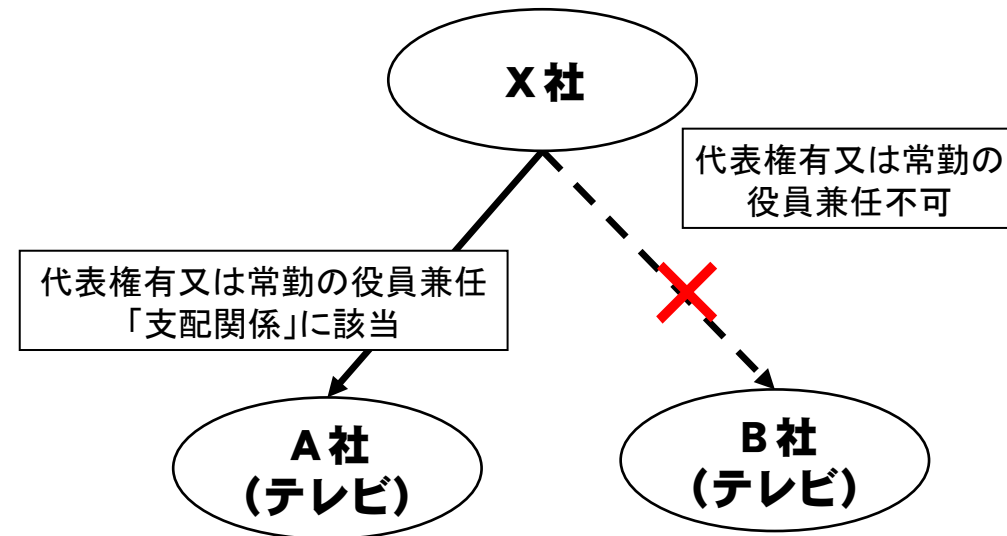 X社
代表権有又は常勤の
役員兼任不可
代表権有又は常勤の役員兼任
「支配関係」に該当
A社
(テレビ)
B社
(テレビ)